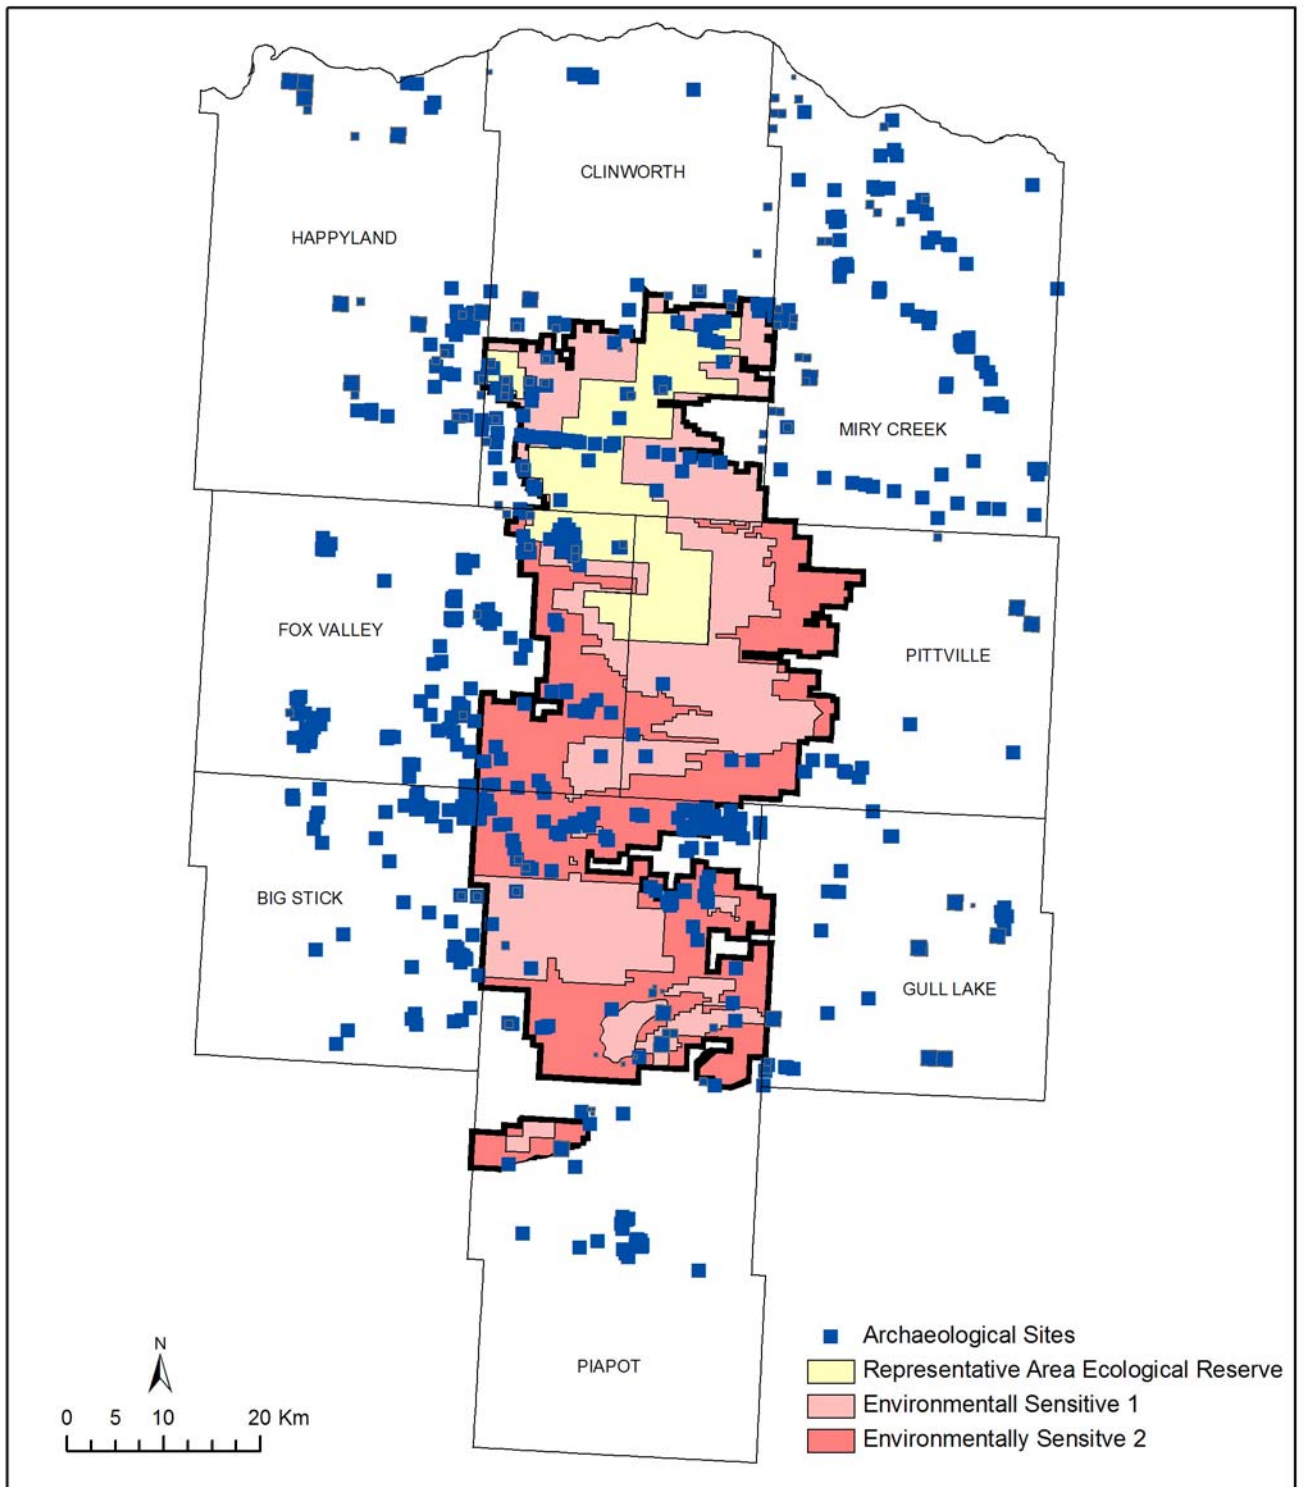 CLINWORTH
HAPPYLAND
MIRY CREEK
FOX VALLEY
PITTVILLE
BIG STICK
GULL LAKE
PIAPOT
N
0 5 10 20 Km
Archaeological Sites
Representative Area Ecological Reserve
Environmentall Sensitive 1
Environmentally Sensitve 2